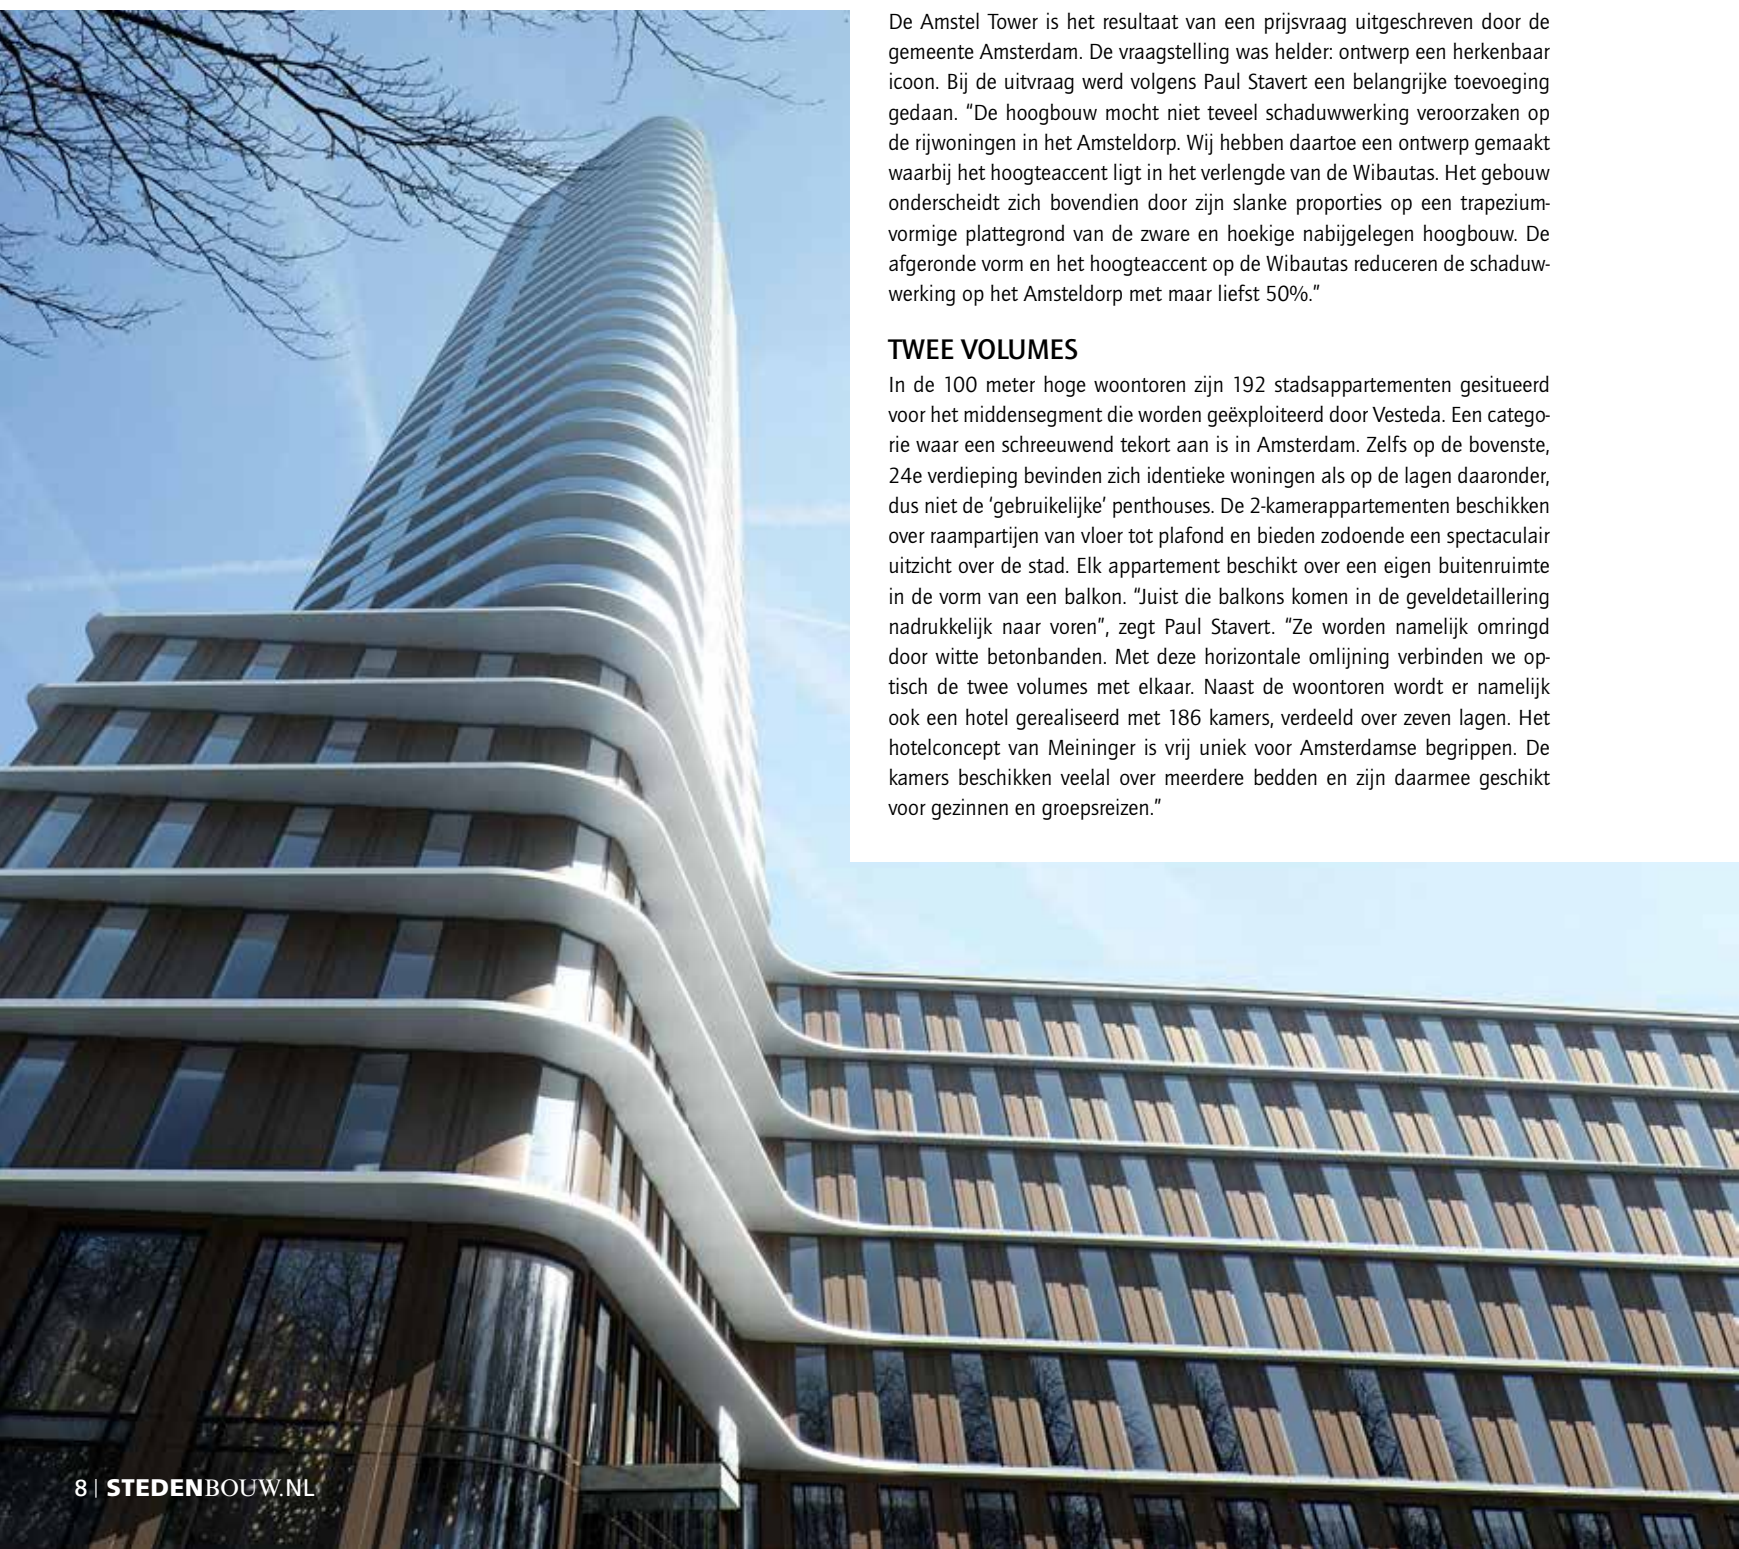 De Amstel Tower is het resultaat van een prijsvraag uitgeschreven door de
gemeente Amsterdam. De vraagstelling was helder: ontwerp een herkenbaar
icoon. Bij de uitvraag werd volgens Paul Stavert een belangrijke toevoeging
gedaan. “De hoogbouw mocht niet teveel schaduwwerking veroorzaken op
de rijwoningen in het Amsteldorp. Wij hebben daartoe een ontwerp gemaakt
waarbij het hoogteaccent ligt in het verlengde van de Wibautas. Het gebouw
onderscheidt zich bovendien door zijn slanke proporties op een trapezium-
vormige plattegrond van de zware en hoekige nabijgelegen hoogbouw. De
afgeronde vorm en het hoogteaccent op de Wibautas reduceren de schaduw-
werking op het Amsteldorp met maar liefst 50%.”
TWEE VOLUMES
In de 100 meter hoge woontoren zijn 192 stadsappartementen gesitueerd
voor het middensegment die worden geëxploiteerd door Vesteda. Een catego-
rie waar een schreeuwend tekort aan is in Amsterdam. Zelfs op de bovenste,
24e verdieping bevinden zich identieke woningen als op de lagen daaronder,
dus niet de ‘gebruikelijke’ penthouses. De 2-kamerappartementen beschikken
over raampartijen van vloer tot plafond en bieden zodoende een spectaculair
uitzicht over de stad. Elk appartement beschikt over een eigen buitenruimte
in de vorm van een balkon. “Juist die balkons komen in de geveldetaillering
nadrukkelijk naar voren”, zegt Paul Stavert. “Ze worden namelijk omringd
door witte betonbanden. Met deze horizontale omlijning verbinden we op-
tisch de twee volumes met elkaar. Naast de woontoren wordt er namelijk
ook een hotel gerealiseerd met 186 kamers, verdeeld over zeven lagen. Het
hotelconcept van Meininger is vrij uniek voor Amsterdamse begrippen. De
kamers beschikken veelal over meerdere bedden en zijn daarmee geschikt
voor gezinnen en groepsreizen.”
8 | STEDENBOUW.NL